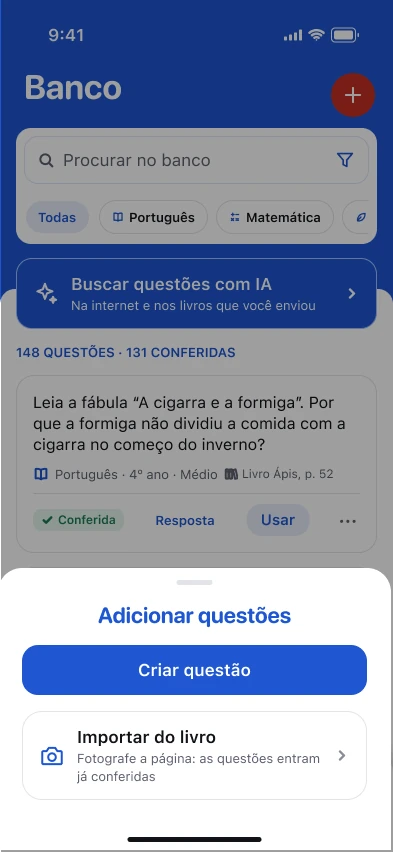 9:41
Banco
Procurar no banco
Todas
Português
Matemática
Buscar questões com IA
Na internet e nos livros que você enviou
148 QUESTÕES · 131 CONFERIDAS
Leia a fábula “A cigarra e a formiga”. Por
que a formiga não dividiu a comida com a
cigarra no começo do inverno?
Português · 4º ano · Médio Livro Ápis, p. 52
Conferida
Resposta
Usar
Adicionar questões
Criar questão
Importar do livro
Fotografe a página: as questões entram
já conferidas